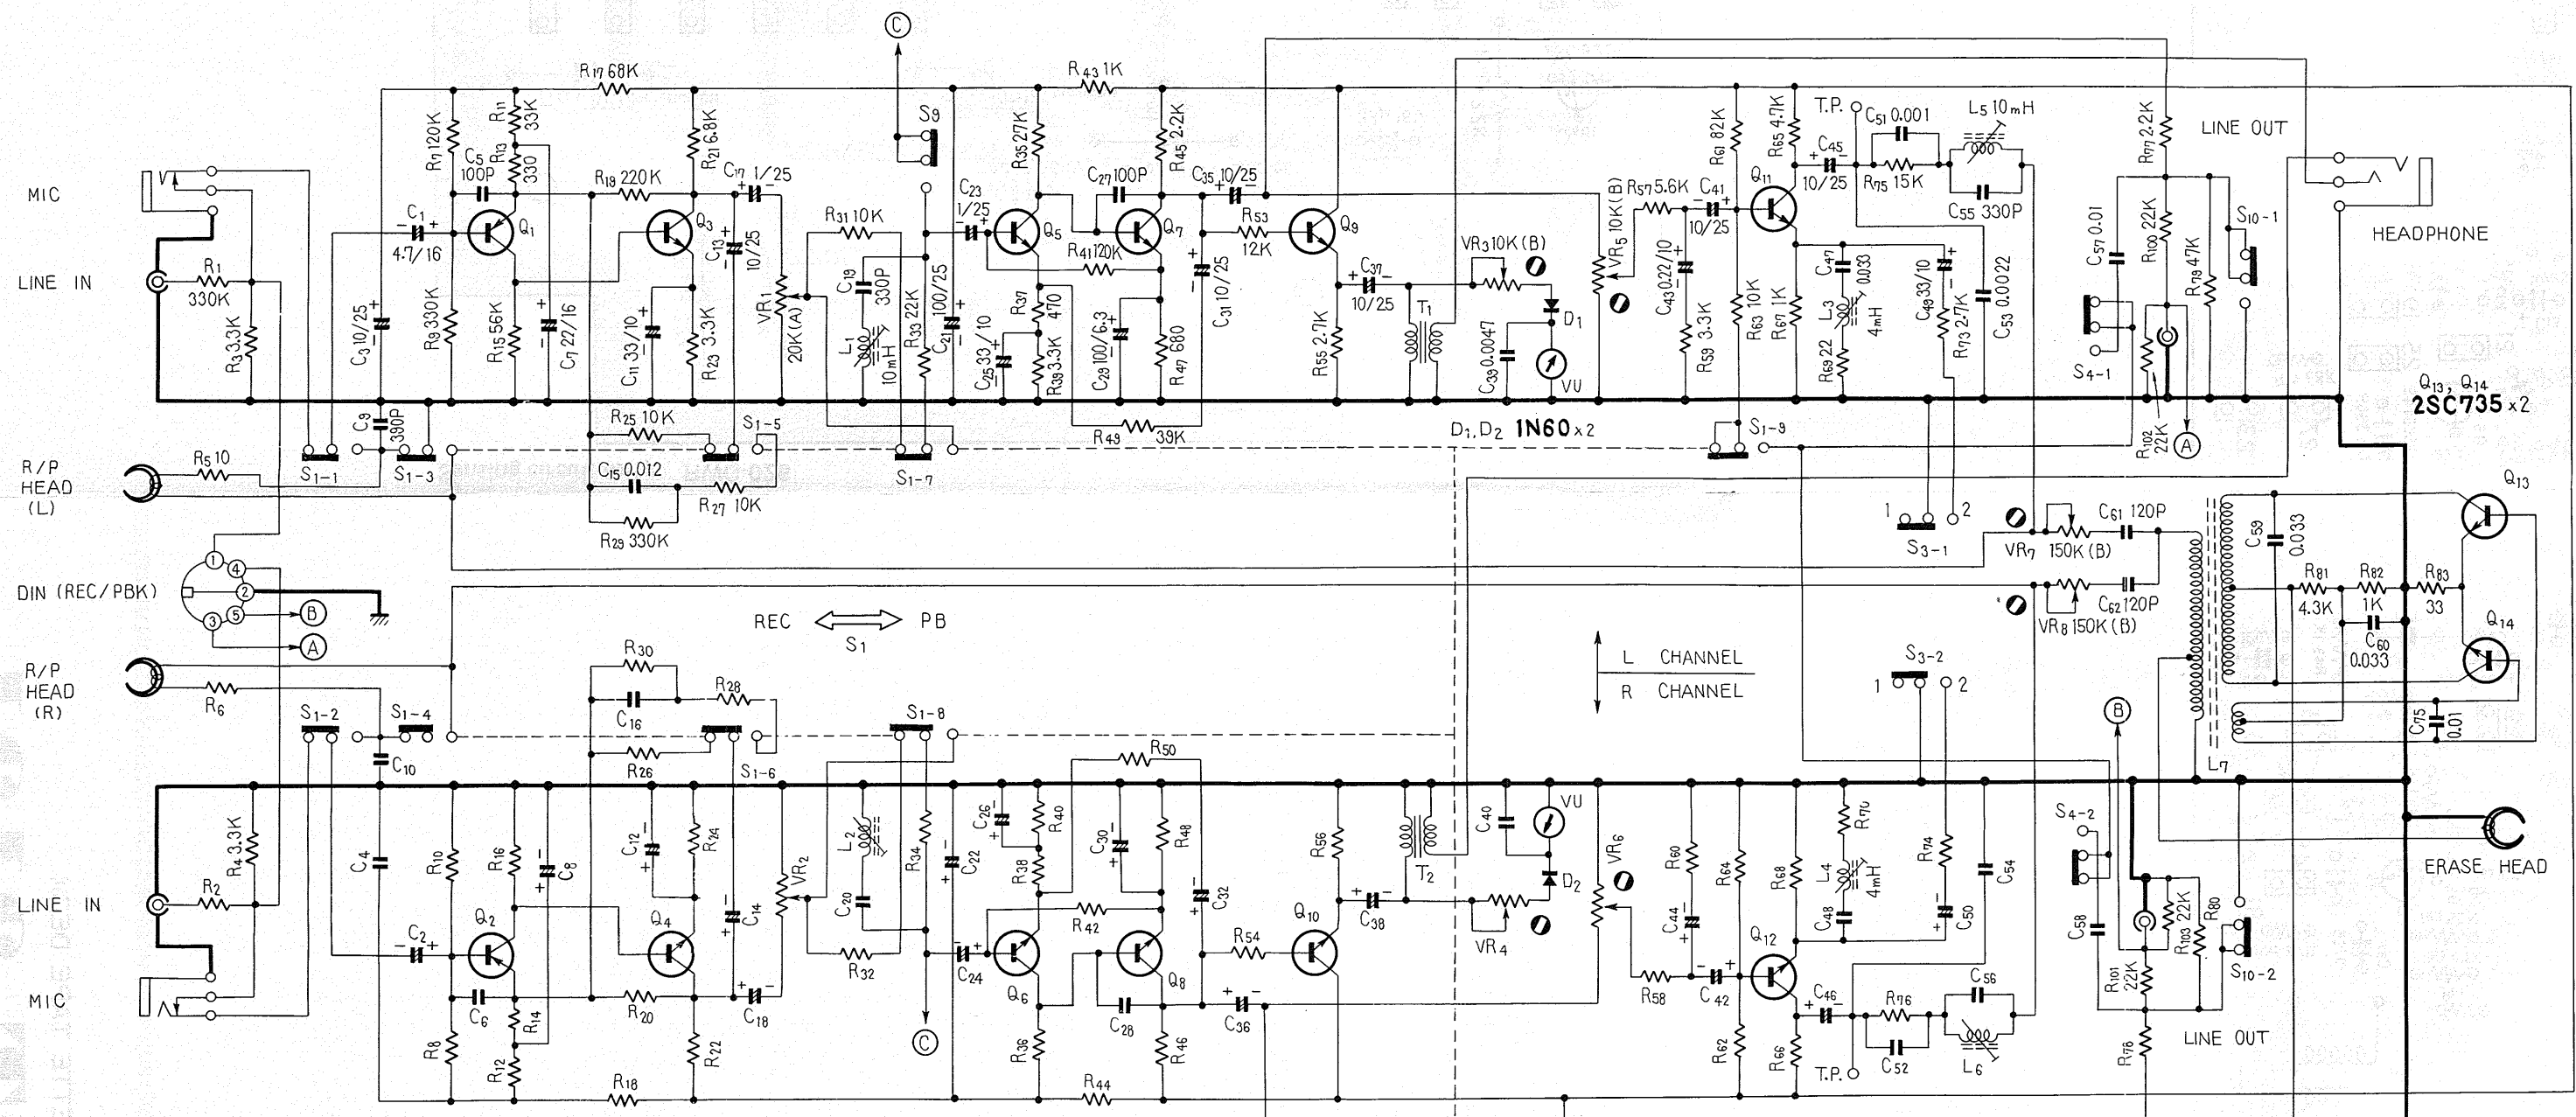 C
R17 68K
R43 1K
R11 33K
R7 120K
R13 330
C5 100P
R21 6.8K
C17 1/25
S9
R35 27K
R45 2.2K
C27 100P
C35 10/25
R61 82K
R65 4.7K
T.P.
C51 0.001
L5 10mH
R77 2.2K
LINE OUT
MIC
R19 220K
C23 1/25
R57 5.6K
C41 10/25
Q11
C45 10/25
R75 15K
C55 330P
S10-1
HEADPHONE
C1 4.7/16
Q1
Q3
C13 10/25
R31 10K
Q5
R41 120K
Q7
R53 12K
Q9
VR3 10K (B)
VR5 10K (B)
C57 0.01
R100 22K
R79 47K
LINE IN
R1 330K
R3 3.3K
C3 10/25
R9 330K
R15 56K
C7 22/16
C11 33/10
R23 3.3K
VR1 20K (A)
C19 330P
L1 10mH
R33 22K
C21 100/25
C25 33/10
R37 470
R39 3.3K
C29 100/6.3
R47 680
C31 10/25
C37 10/25
R55 2.7K
T1
C39 0.0047
D1
VU
C43 0.22/10
R59 3.3K
R63 10K
R67 1K
C47 0.033
L3 4mH
R69 22
C49 33/10
R73 2.7K
C53 0.0022
S4-1
R102 22K
A
Q13, Q14
2SC735 x2
C9 390P
R25 10K
S1-5
R49 39K
D1, D2 1N60 x2
S1-9
R/P
HEAD
(L)
R5 10
S1-1
S1-3
C15 0.012
R27 10K
S1-7
R29 330K
1
2
S3-1
VR7 150K (B)
C61 120P
C59 0.033
Q13
DIN (REC/PBK)
1
4
2
5
3
B
A
REC
PB
S1
VR8 150K (B)
C62 120P
R81 4.3K
R82 1K
R83 33
C60 0.033
Q14
R/P
HEAD
(R)
R6
R30
C16
R28
L CHANNEL
R CHANNEL
S3-2
1
2
S1-2
S1-4
C10
R26
S1-6
S1-8
R50
B
L7
C75 0.01
R4 3.3K
C4
R10
R16
C8
C12
R24
VR2
L2
C20
R34
C22
C26
R40
R38
C30
R48
C32
R56
T2
C40
VU
D2
VR6
R60
R64
R68
R70
L4 4mH
C48
R74
C50
C54
S4-2
C58
R103 22K
R80
S10-2
ERASE HEAD
LINE IN
R2
C2
Q2
Q4
C14
R32
C24
Q6
R42
Q8
R54
Q10
C38
VR4
C44
R58
C42
Q12
C46
R76
C56
R101 22K
MIC
C6
R14
R20
C18
C28
C36
R8
R12
R22
C
R36
R46
R62
R66
T.P.
C52
L6
R78
LINE OUT
R18
R44